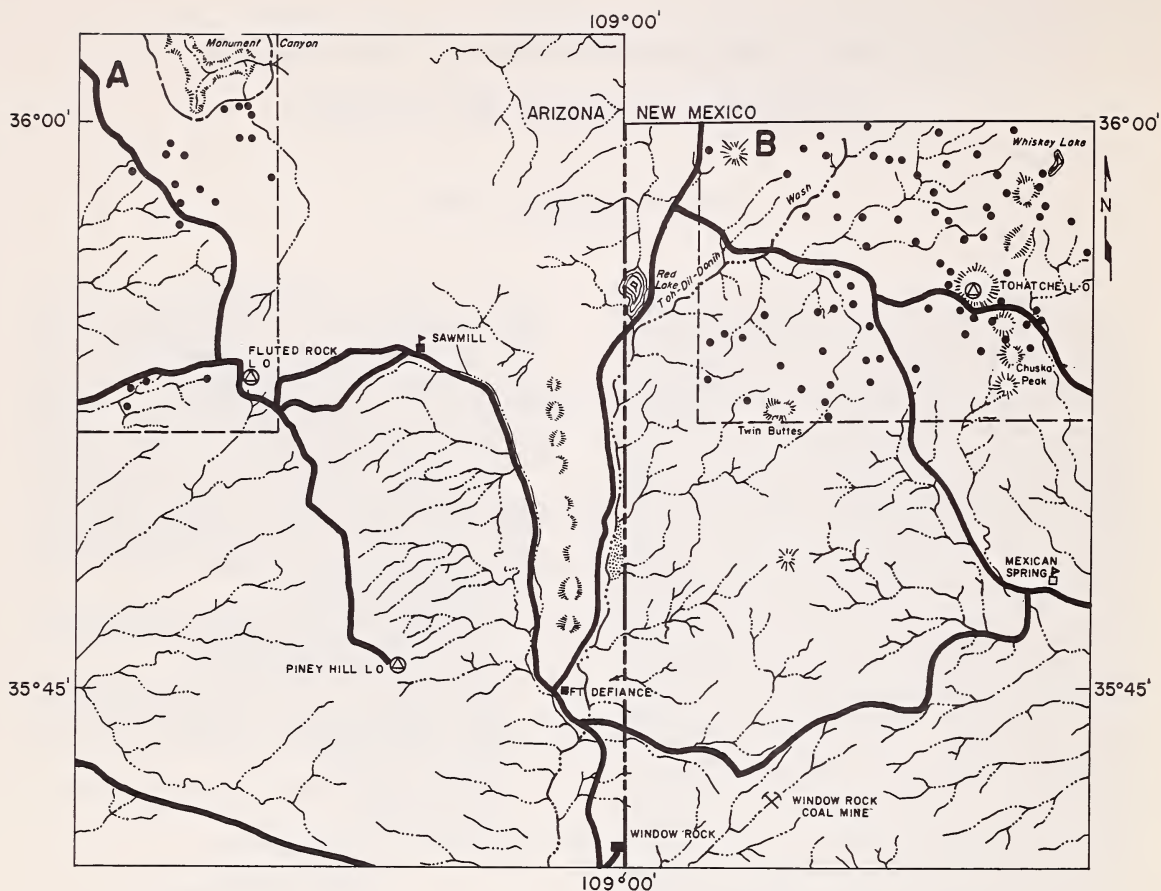 109°00'
Monument Canyon
A
36°00'
ARIZONA NEW MEXICO
36°00'
B
Whiskey Lake
N
Wash
Red
Lake
Toh-Dil-Donih
TOHATCHE L.O
SAWMILL
FLUTED ROCK
L O
Chuska
Peak
Twin Buttes
MEXICAN
SPRING
PINEY HILL L O
35°45'
FT DEFIANCE
35°45'
WINDOW ROCK
COAL MINE
WINDOW ROCK
109°00'